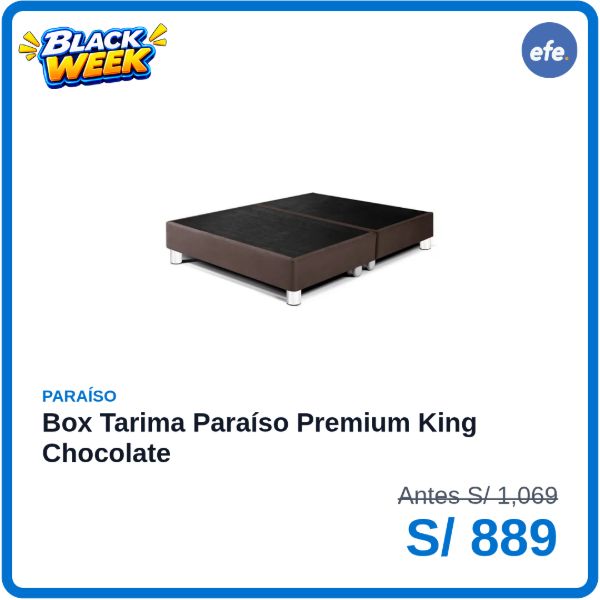 BLACK
WEEK
efe.
PARAÍSO
Box Tarima Paraíso Premium King
Chocolate
Antes S/ 1,069
S/ 889